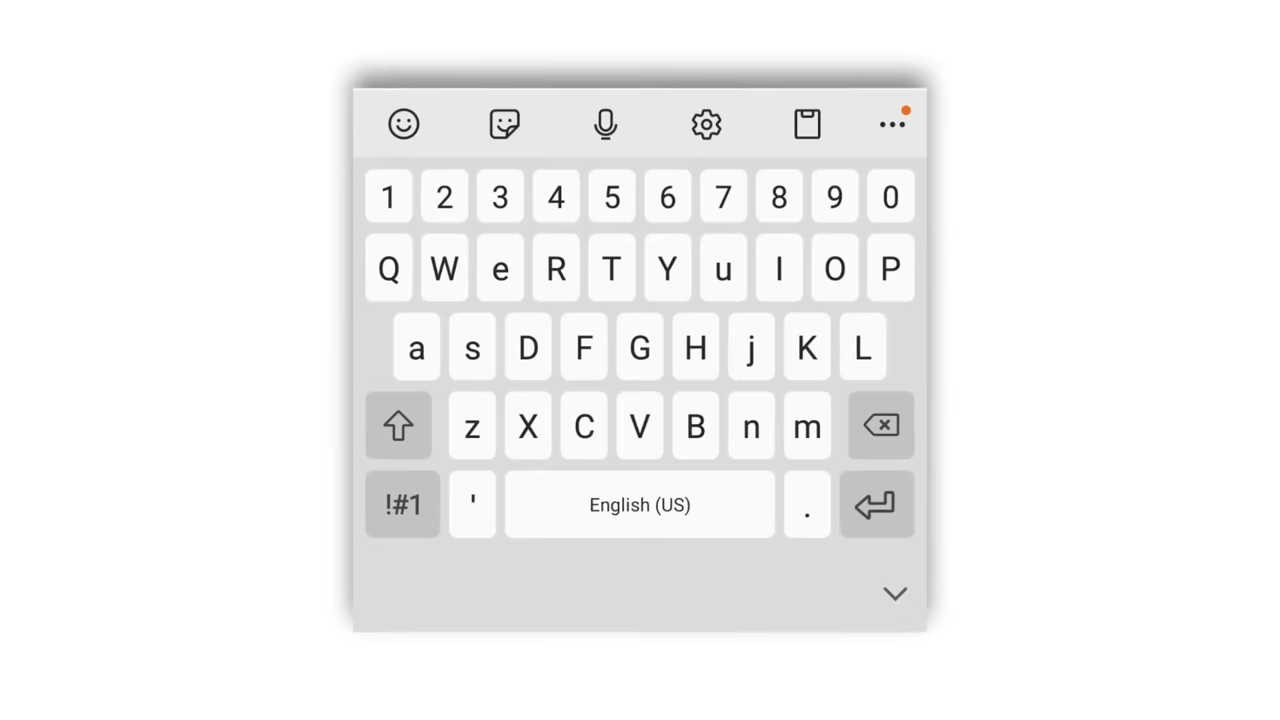 1 2 3 4 5 6 7 8 9 0
Q W e R T Y u I O P
a s D F G H j K L
z X C V B n m
!#1 ' English (US) .